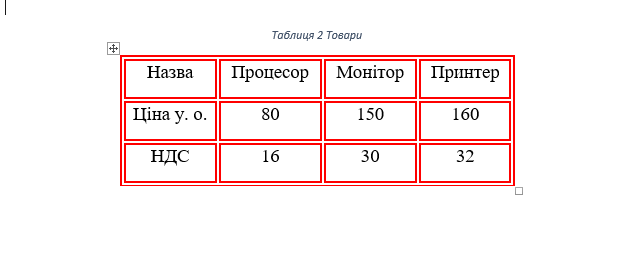 Таблиця 2 Товари
Назва Процесор Монітор Принтер
Ціна у. о. 80 150 160
НДС 16 30 32